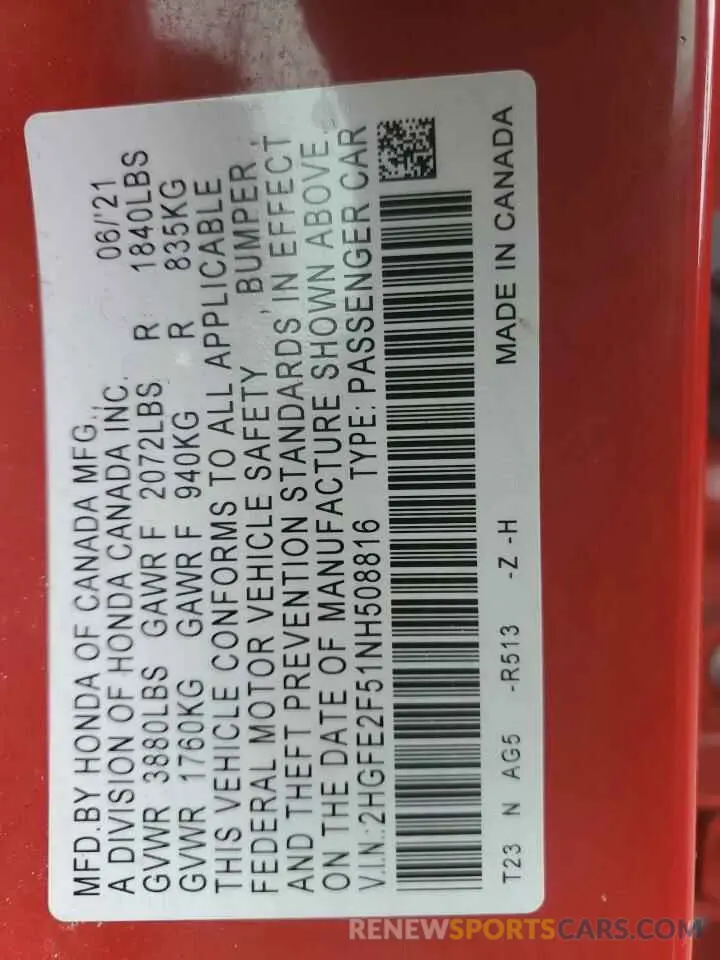 MFD.BY HONDA OF CANADA MFG.,
A DIVISION OF HONDA CANADA INC. 06/'21
GVWR 3880LBS GAWR F 2072LBS R 1840LBS
GVWR 1760KG GAWR F 940KG R 835KG
THIS VEHICLE CONFORMS TO ALL APPLICABLE
FEDERAL MOTOR VEHICLE SAFETY , BUMPER ,
AND THEFT PREVENTION STANDARDS IN EFFECT
ON THE DATE OF MANUFACTURE SHOWN ABOVE.
V.I.N.:2HGFE2F51NH508816 TYPE: PASSENGER CAR
T23 N AG5 -R513 -Z -H MADE IN CANADA
RENEWSPORTSCARS.COM